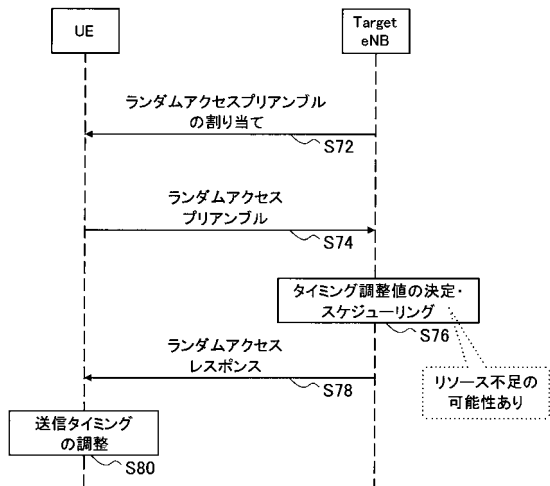 UE
Target
eNB
ランダムアクセスプリアンブル
の割り当て
S72
ランダムアクセス
プリアンブル
S74
タイミング調整値の決定・
スケジューリング
S76
ランダムアクセス
レスポンス
S78
リソース不足の
可能性あり
送信タイミング
の調整
S80